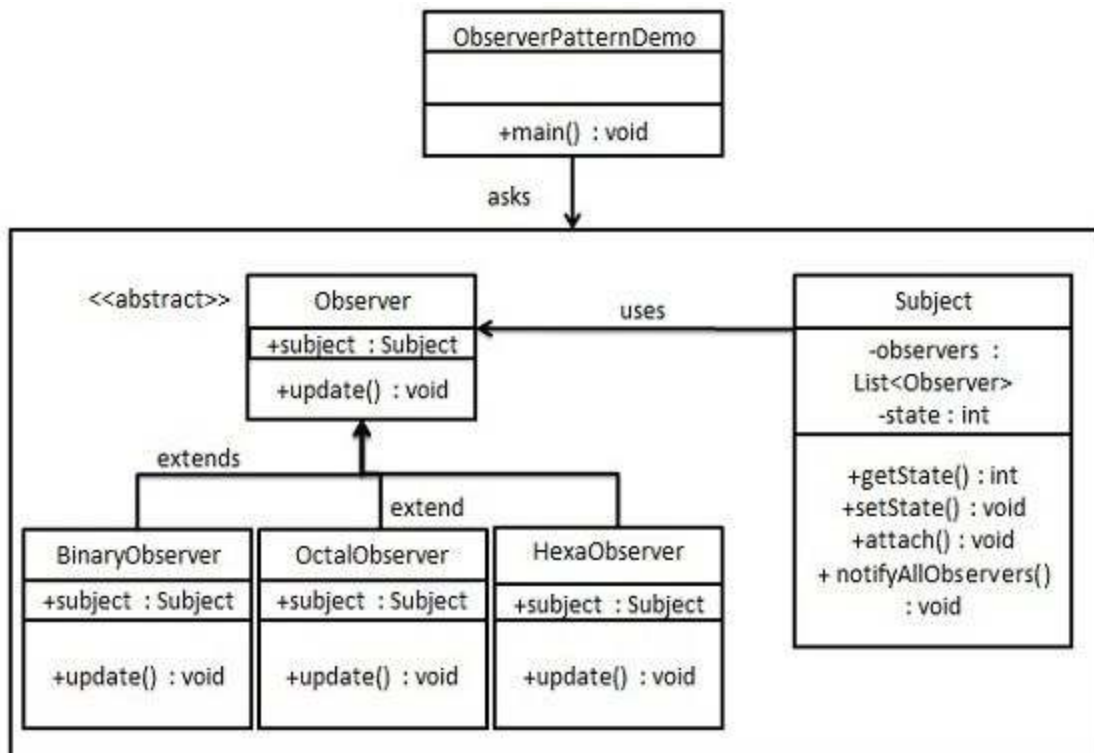 ObserverPatternDemo
+main() : void
asks
<<abstract>>
Observer
+subject : Subject
+update() : void
uses
Subject
-observers :
List<Observer>
-state : int
+getState() : int
+setState() : void
+attach() : void
+ notifyAllObservers()
: void
extends
extend
BinaryObserver
+subject : Subject
+update() : void
OctalObserver
+subject : Subject
+update() : void
HexaObserver
+subject : Subject
+update() : void